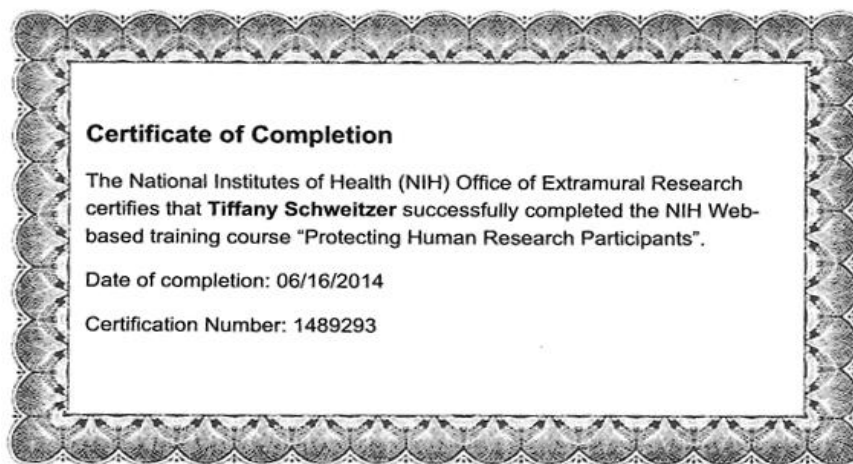 Certificate of Completion
The National Institutes of Health (NIH) Office of Extramural Research
certifies that Tiffany Schweitzer successfully completed the NIH Web-
based training course “Protecting Human Research Participants”.
Date of completion: 06/16/2014
Certification Number: 1489293